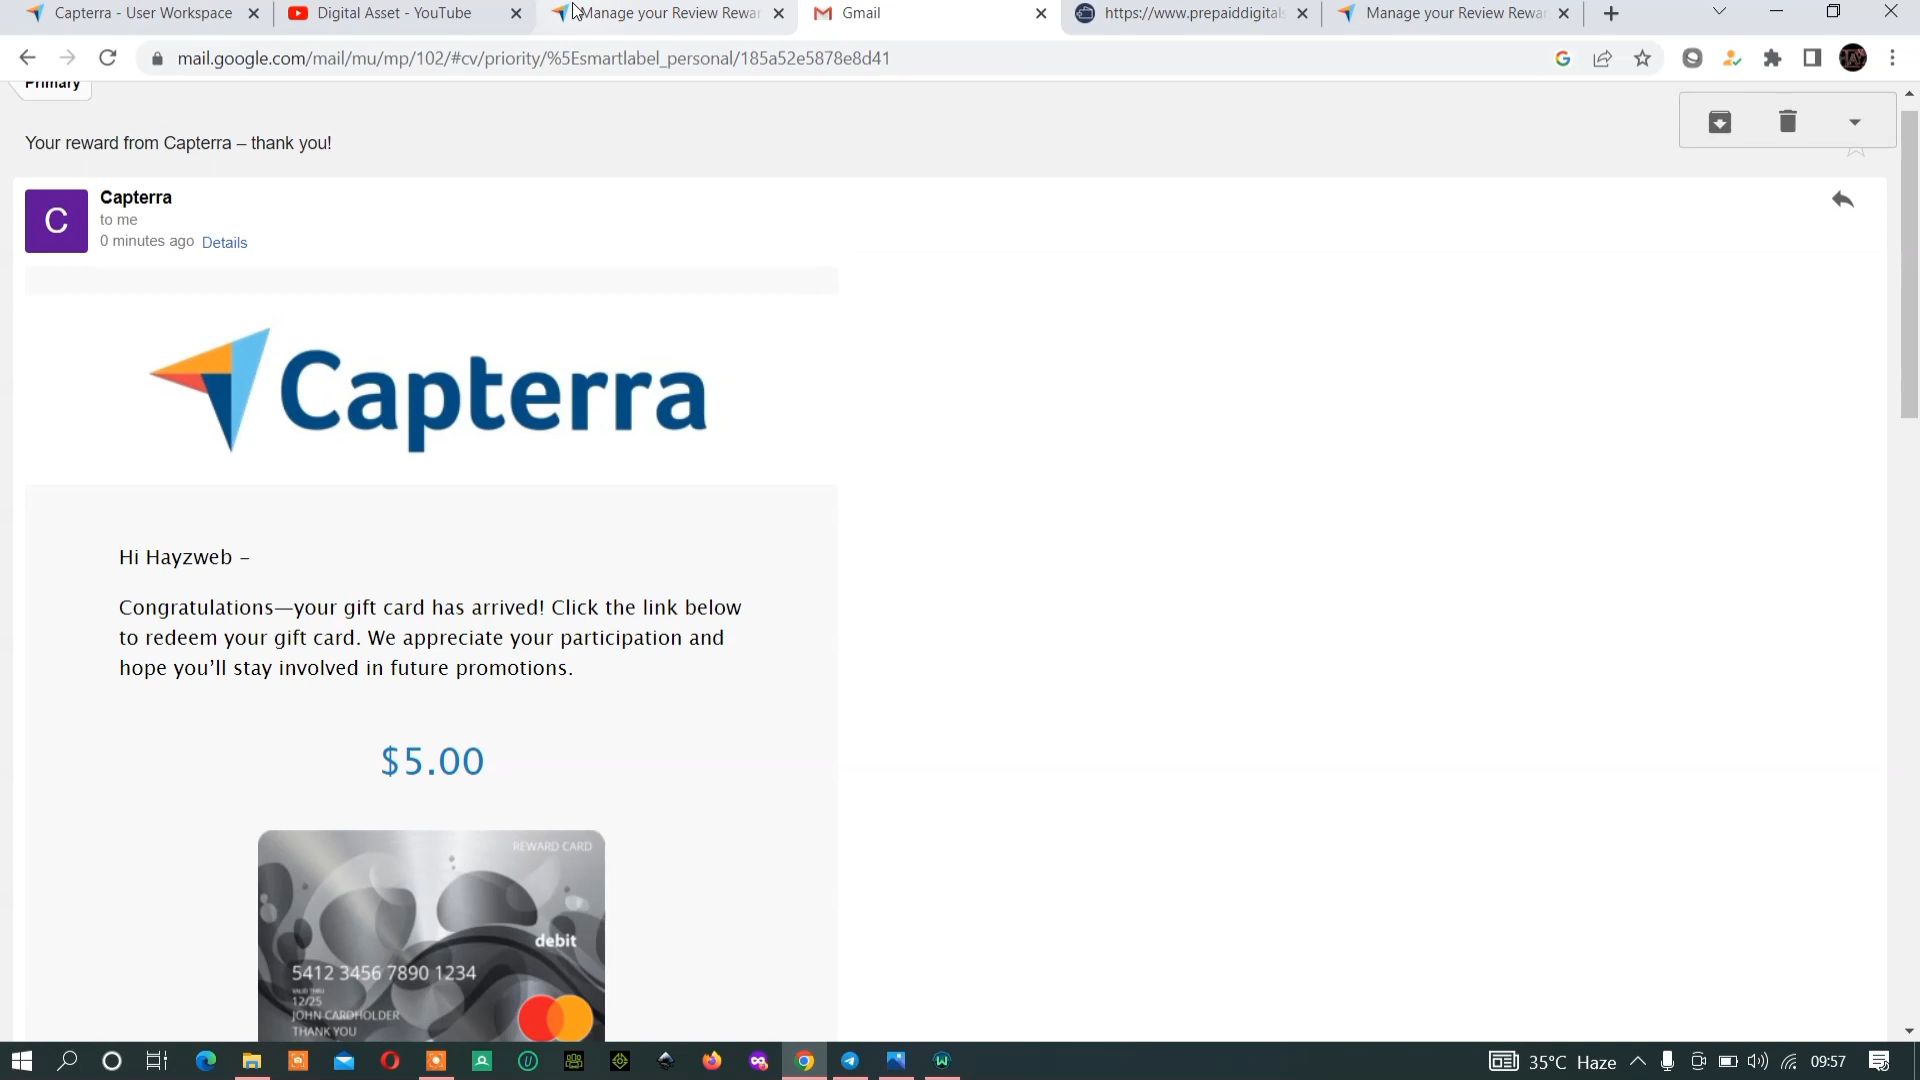 Capterra - User Workspace
Digital Asset - YouTube
Manage your Review Rewar
Gmail
https://www.prepaiddigitals
Manage your Review Rewar
mail.google.com/mail/mu/mp/102/#cv/priority/%5Esmartlabel_personal/185a52e5878e8d41
Primary
Your reward from Capterra – thank you!
C
Capterra
to me
0 minutes ago Details
Capterra
Hi Hayzweb –
Congratulations—your gift card has arrived! Click the link below
to redeem your gift card. We appreciate your participation and
hope you’ll stay involved in future promotions.
$5.00
REWARD CARD
debit
5412 3456 7890 1234
VALID THRU
12/25
JOHN CARDHOLDER
THANK YOU
35°C Haze
09:57